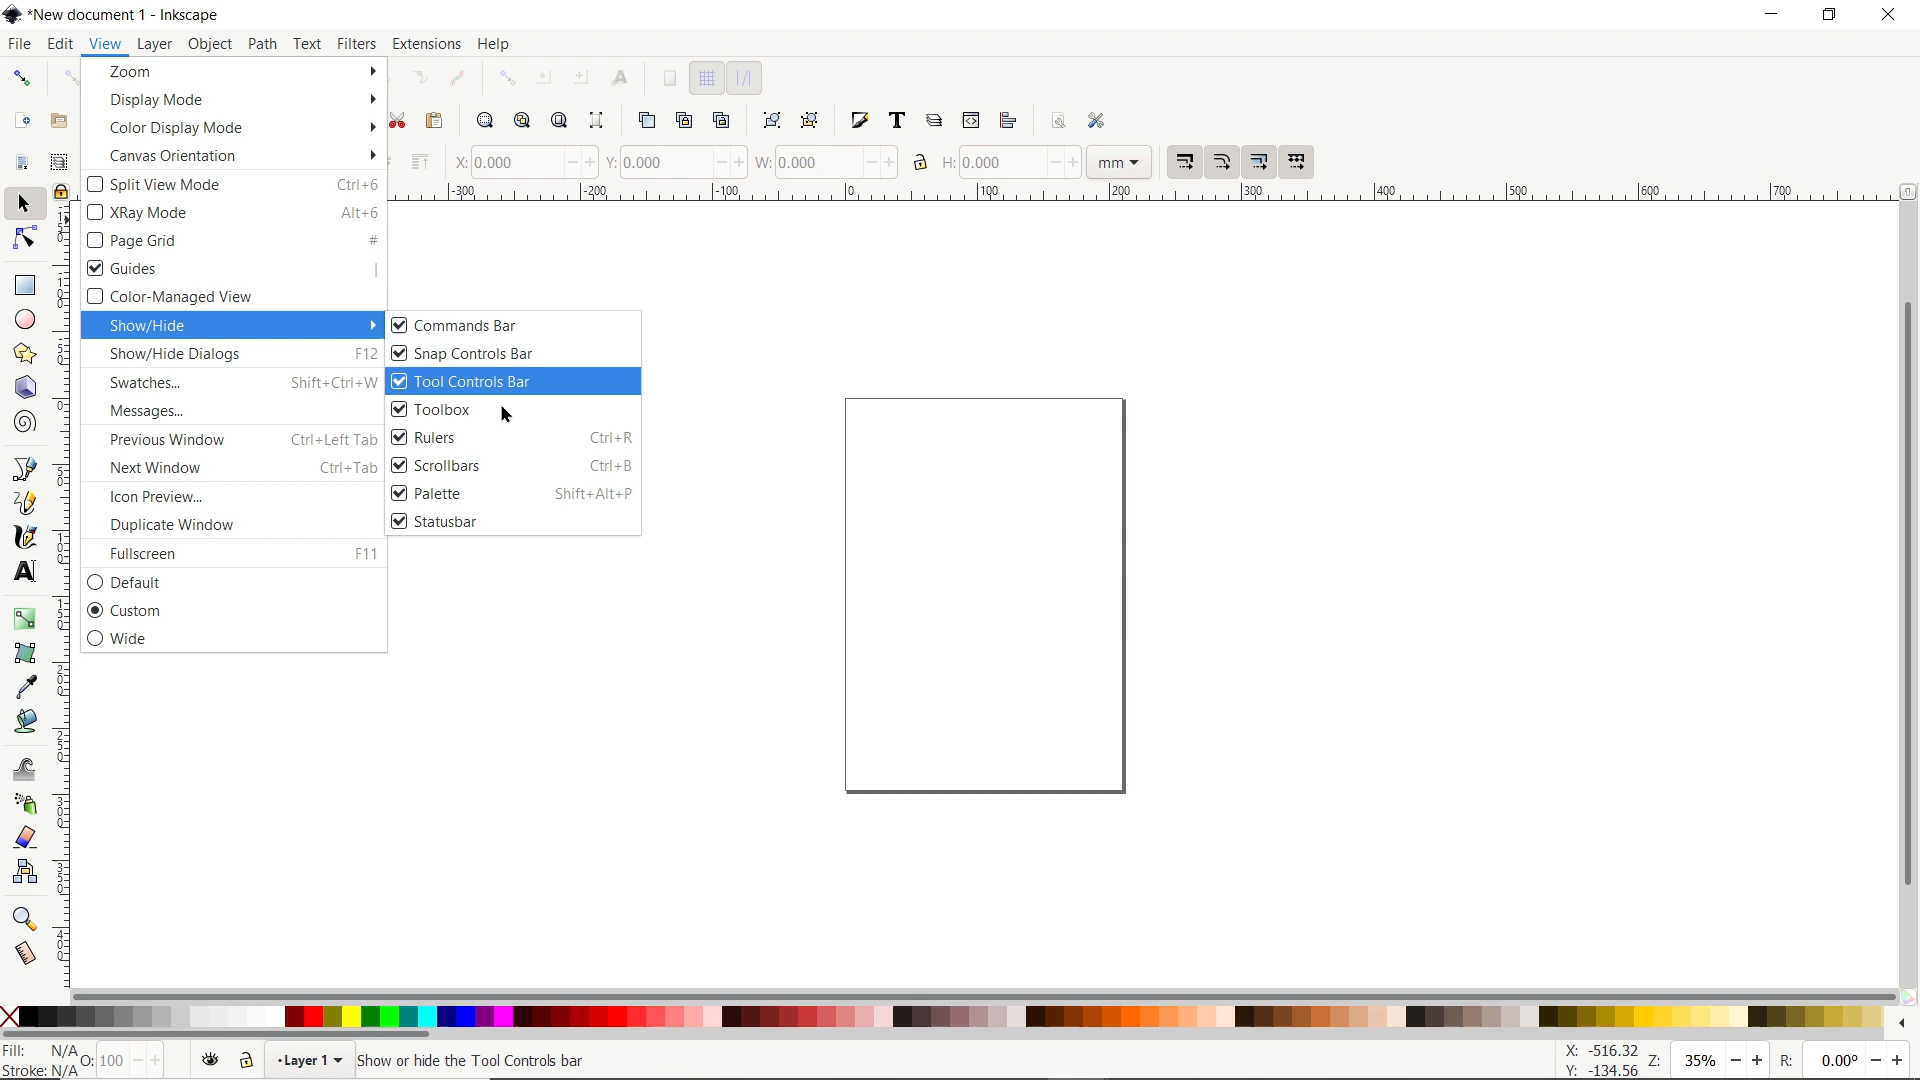 *New document 1 - Inkscape
File Edit View Layer Object Path Text Filters Extensions Help
Zoom
Display Mode
Color Display Mode
Canvas Orientation
Split View Mode Ctrl+6
XRay Mode Alt+6
Page Grid #
Guides |
Color-Managed View
Show/Hide
Show/Hide Dialogs F12
Swatches... Shift+Ctrl+W
Messages...
Previous Window Ctrl+Left Tab
Next Window Ctrl+Tab
Icon Preview...
Duplicate Window
Fullscreen F11
Default
Custom
Wide
Commands Bar
Snap Controls Bar
Tool Controls Bar
Toolbox
Rulers Ctrl+R
Scrollbars Ctrl+B
Palette Shift+Alt+P
Statusbar
X: 0.000 Y: 0.000 W: 0.000 H: 0.000 mm
-300 -200 -100 0 100 200 300 400 500 600 700
Fill: N/A
Stroke: N/A
O: 100
Layer 1
Show or hide the Tool Controls bar
X: -516.32
Y: -134.56
Z: 35%
R: 0.00°